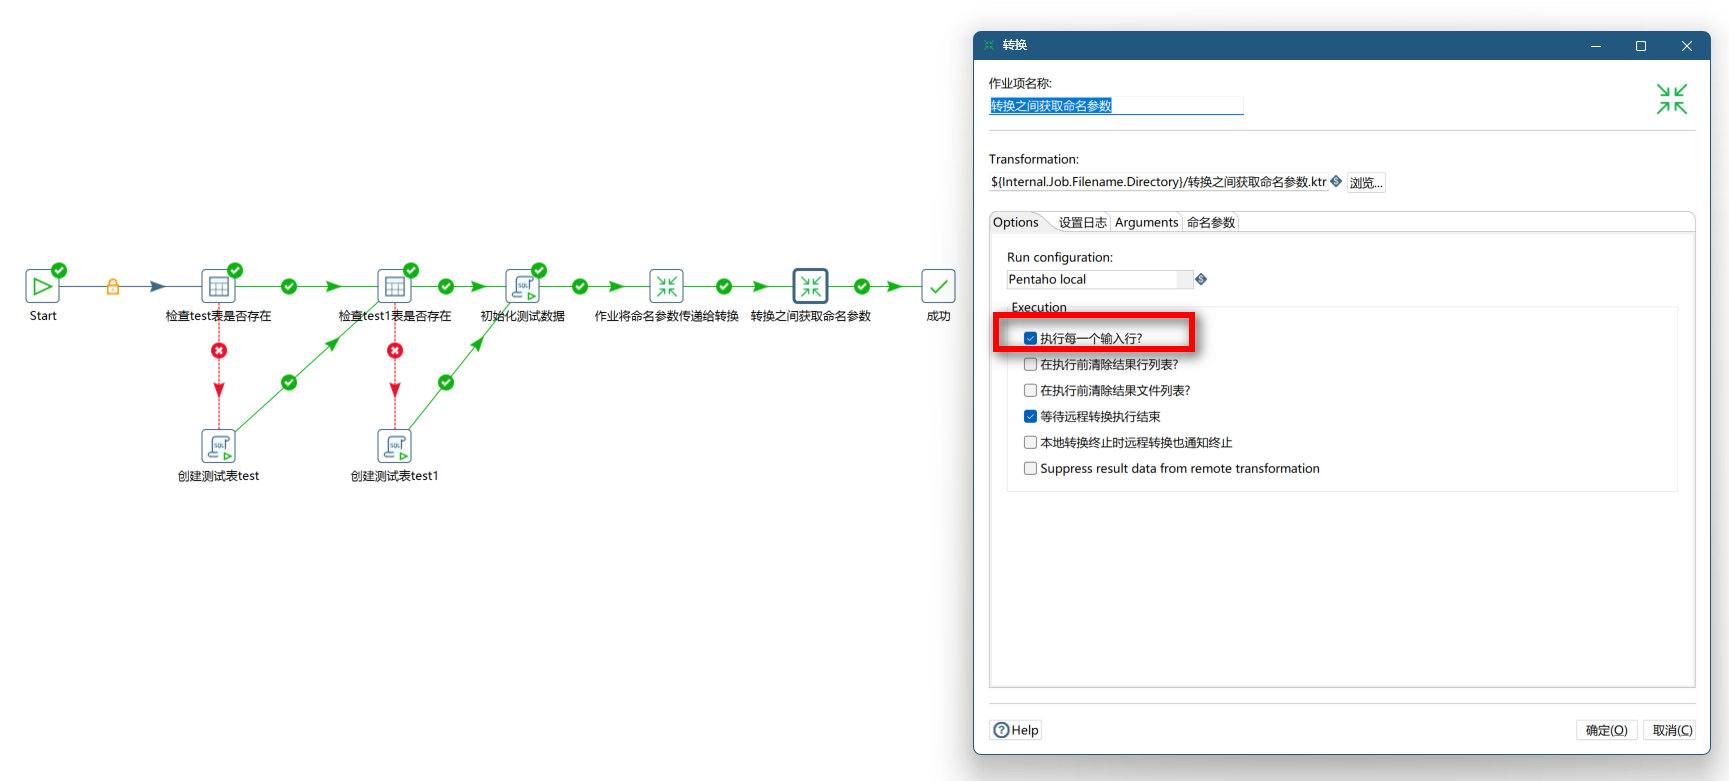 Start
检查test表是否存在
检查test1表是否存在
初始化测试数据
作业将命名参数传递给转换
转换之间获取命名参数
成功
创建测试表test
创建测试表test1
转换
作业项名称:
转换之间获取命名参数
Transformation:
${Internal.Job.Filename.Directory}/转换之间获取命名参数.ktr
浏览...
Options 设置日志 Arguments 命名参数
Run configuration:
Pentaho local
Execution
执行每一个输入行?
在执行前清除结果行列表?
在执行前清除结果文件列表?
等待远程转换执行结束
本地转换终止时远程转换也通知终止
Suppress result data from remote transformation
Help
确定(O) 取消(C)